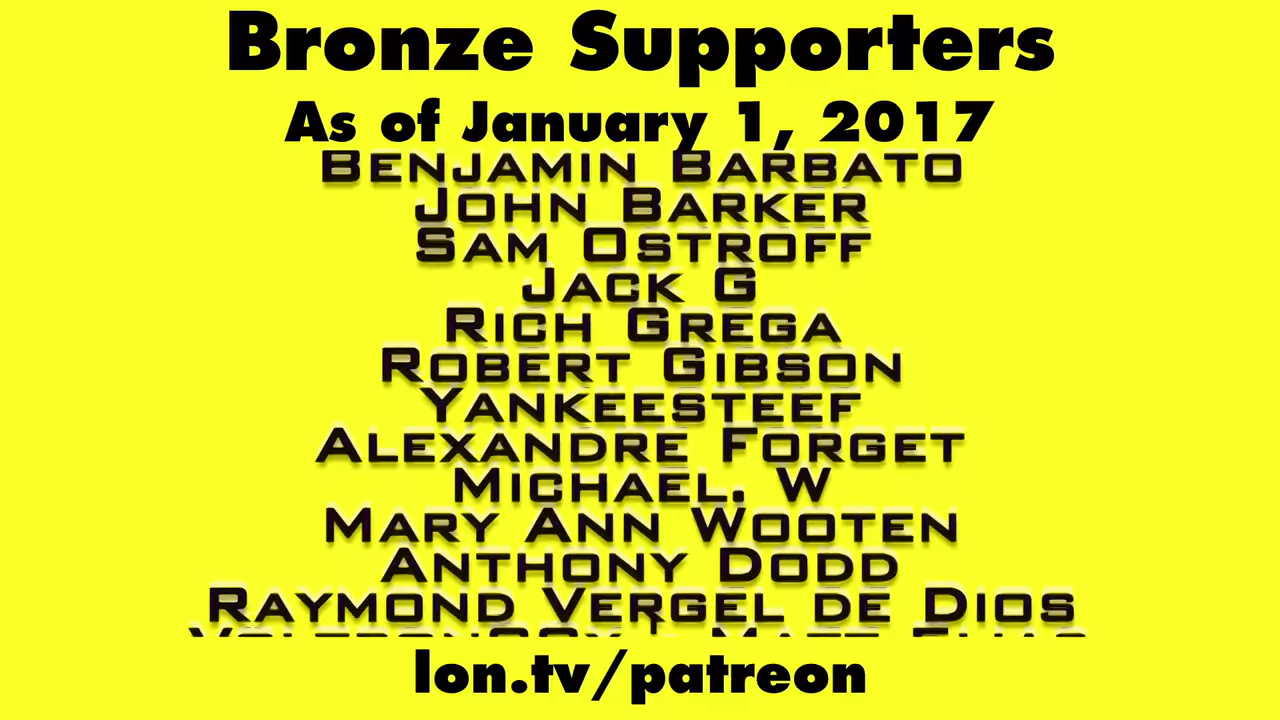 Bronze Supporters
As of January 1, 2017
Benjamin Barbato
John Barker
Sam Ostroff
Jack G
Rich Grega
Robert Gibson
Yankeesteef
Alexandre Forget
Michael. W
Mary Ann Wooten
Anthony Dodd
Raymond Vergel de Dios
lon.tv/patreon